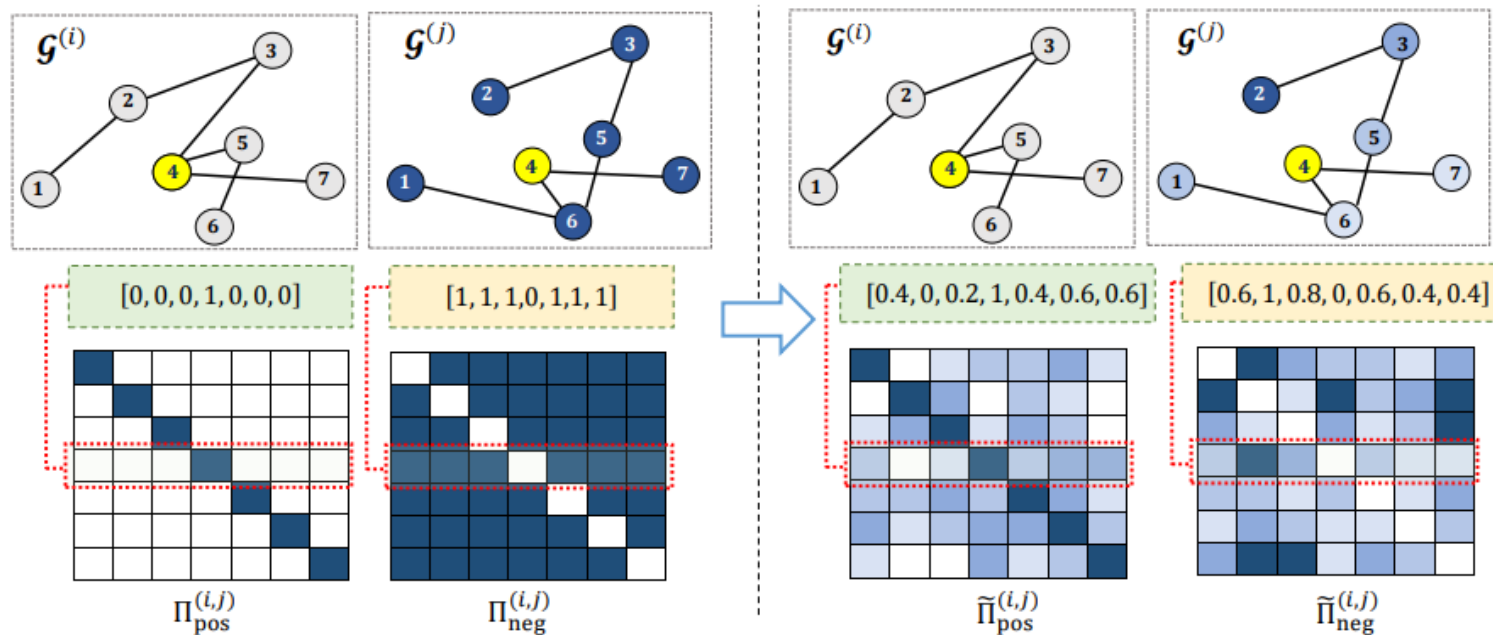 𝓖^(i)
3
2
5
4
1
7
6
𝓖^(j)
3
2
5
4
1
7
6
[0, 0, 0, 1, 0, 0, 0]
[1, 1, 1,0, 1,1, 1]
Π_pos^(i,j)
Π_neg^(i,j)
𝓖^(i)
3
2
5
4
1
7
6
𝓖^(j)
3
2
5
4
1
7
6
[0.4, 0, 0.2, 1, 0.4, 0.6, 0.6]
[0.6, 1, 0.8, 0, 0.6, 0.4, 0.4]
Π̃_pos^(i,j)
Π̃_neg^(i,j)